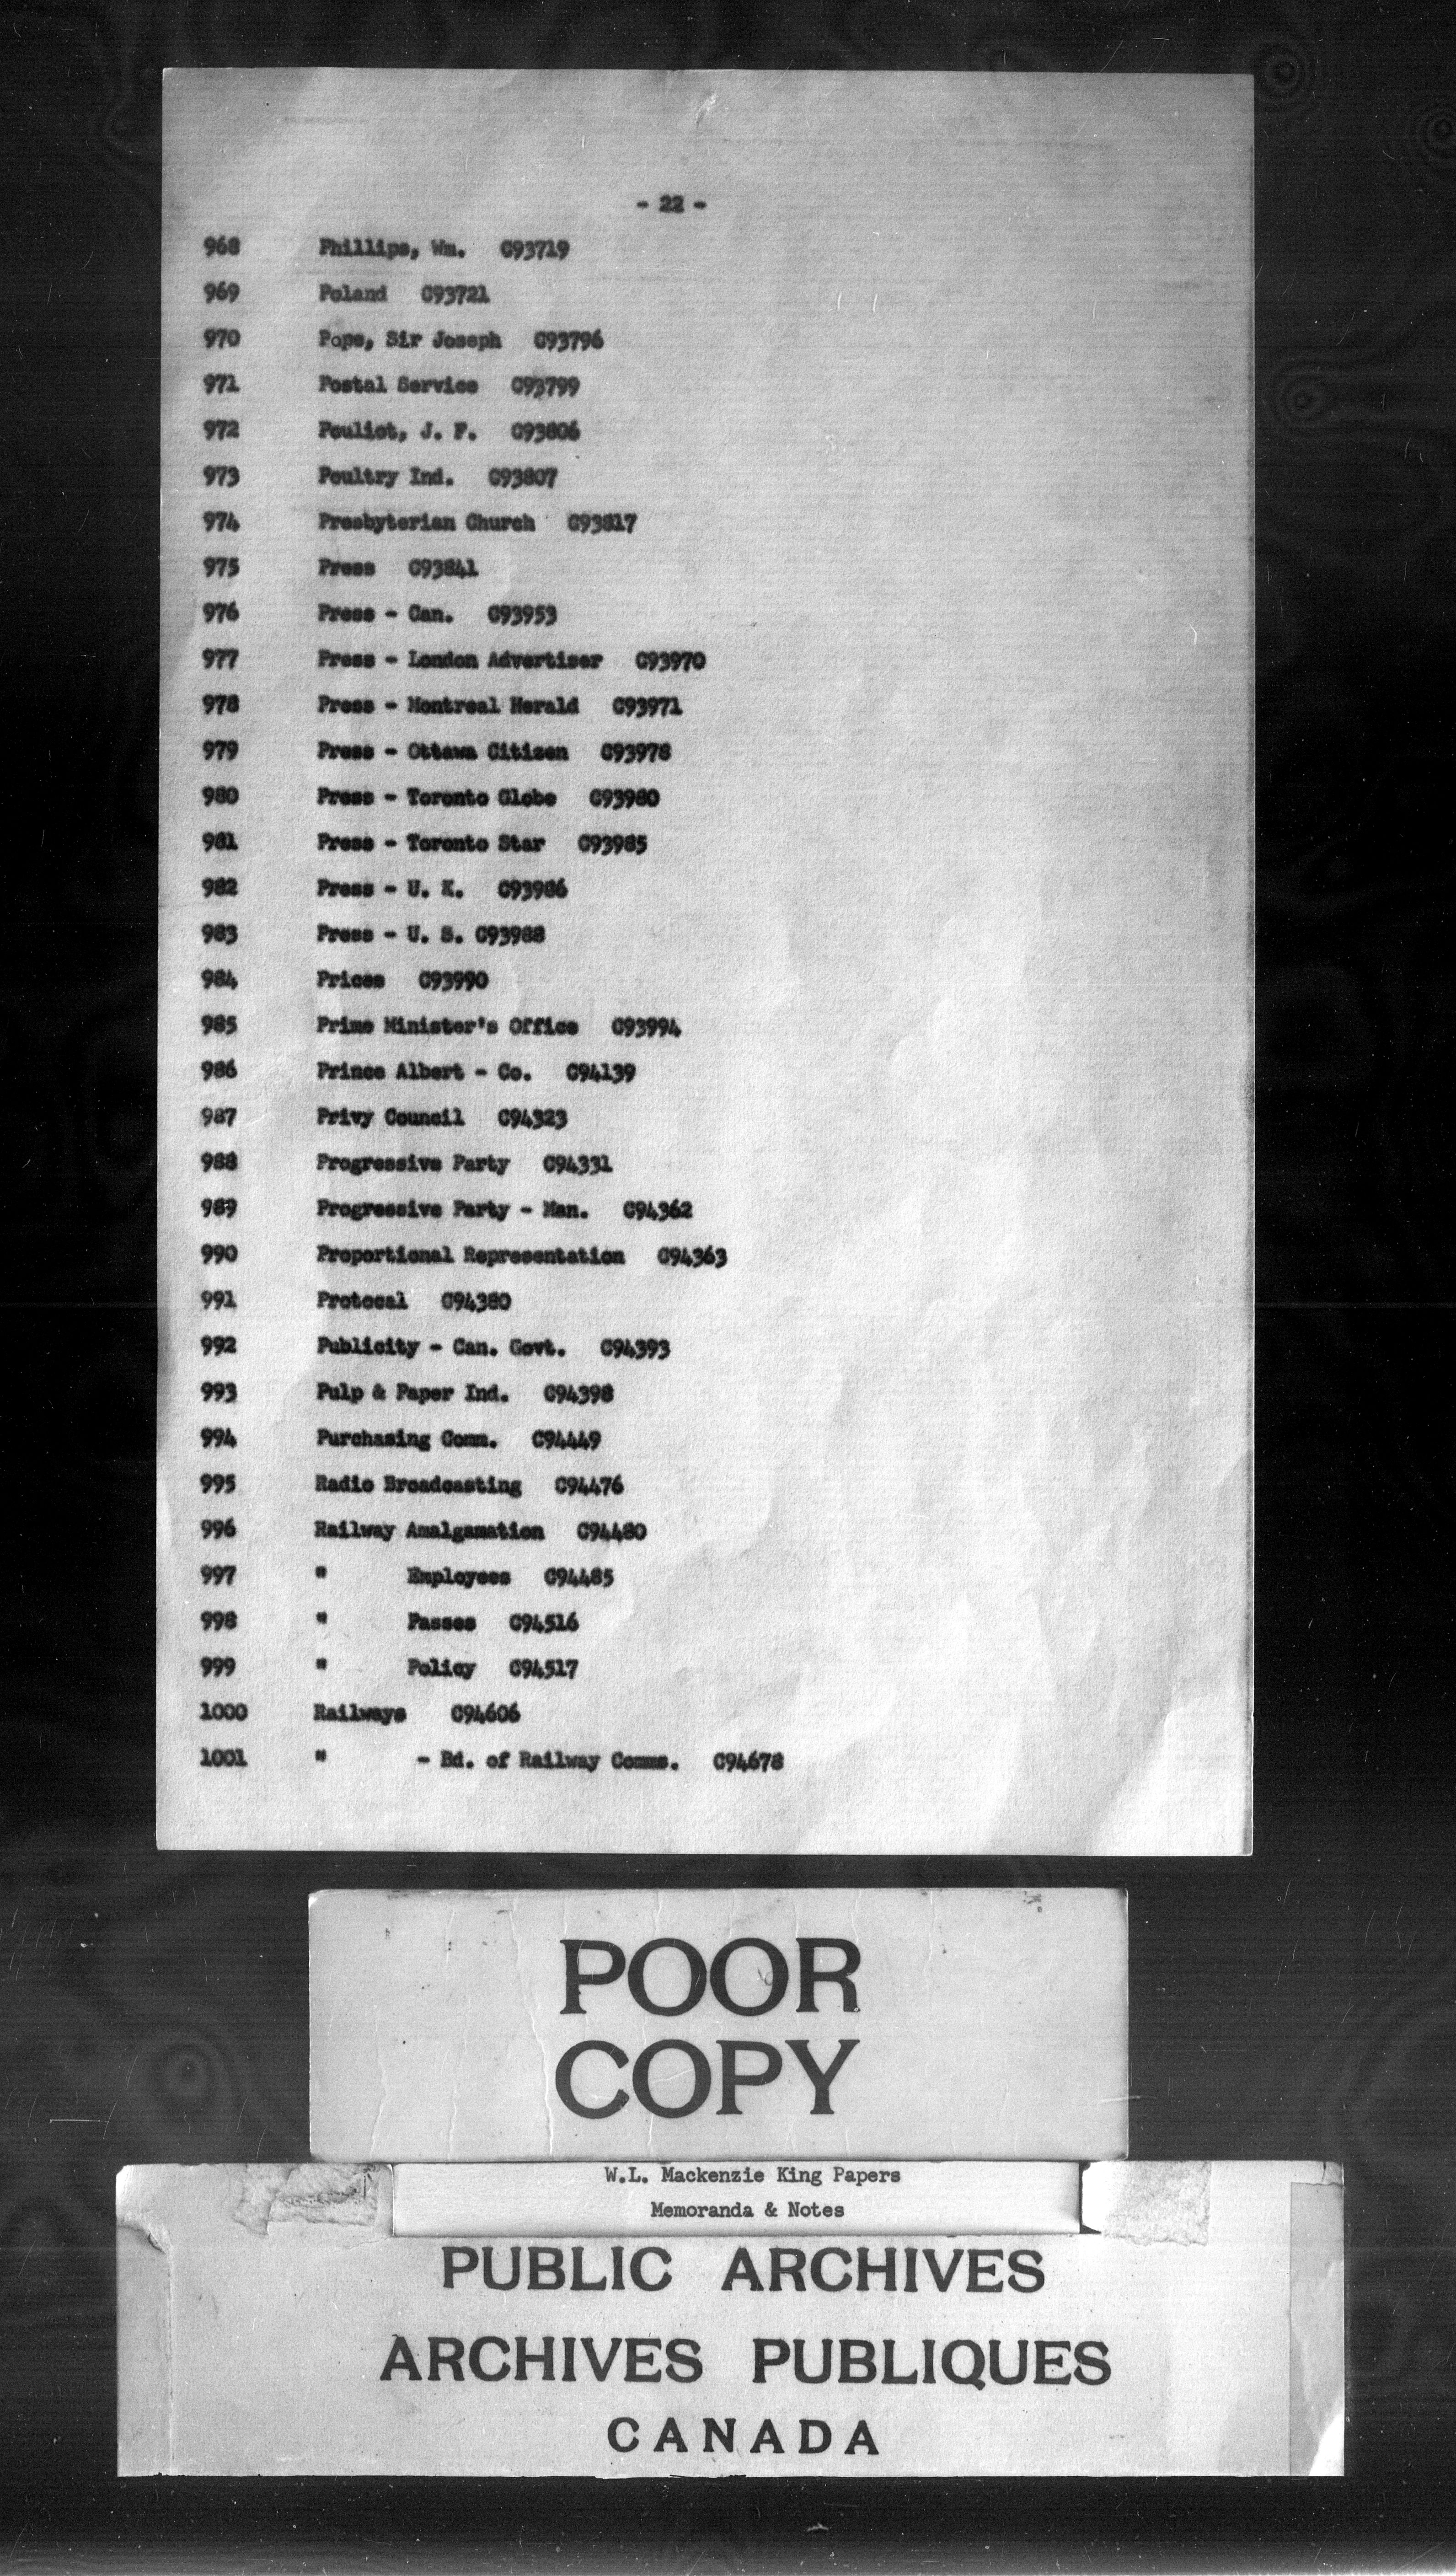 - 22 -
968 Phillips, Wm. C93719
969 Poland C93721
970 Pope, Sir Joseph C93796
971 Postal Service C93799
972 Pouliot, J. F. C93806
973 Poultry Ind. C93807
974 Presbyterian Church C93817
975 Press C93841
976 Press - Can. C93953
977 Press - London Advertiser C93970
978 Press - Montreal Herald C93971
979 Press - Ottawa Citizen C93978
980 Press - Toronto Globe C93980
981 Press - Toronto Star C93985
982 Press - U. K. C93986
983 Press - U. S. C93988
984 Prices C93990
985 Prime Minister's Office C93994
986 Prince Albert - Co. C94139
987 Privy Council C94323
988 Progressive Party C94331
989 Progressive Party - Man. C94362
990 Proportional Representation C94363
991 Protocal C94380
992 Publicity - Can. Govt. C94393
993 Pulp & Paper Ind. C94398
994 Purchasing Comm. C94449
995 Radio Broadcasting C94476
996 Railway Amalgamation C94480
997 " Employees C94485
998 " Passes C94516
999 " Policy C94517
1000 Railways C94606
1001 " - Bd. of Railway Comms. C94678
POOR
COPY
W.L. Mackenzie King Papers
Memoranda & Notes
PUBLIC ARCHIVES
ARCHIVES PUBLIQUES
CANADA